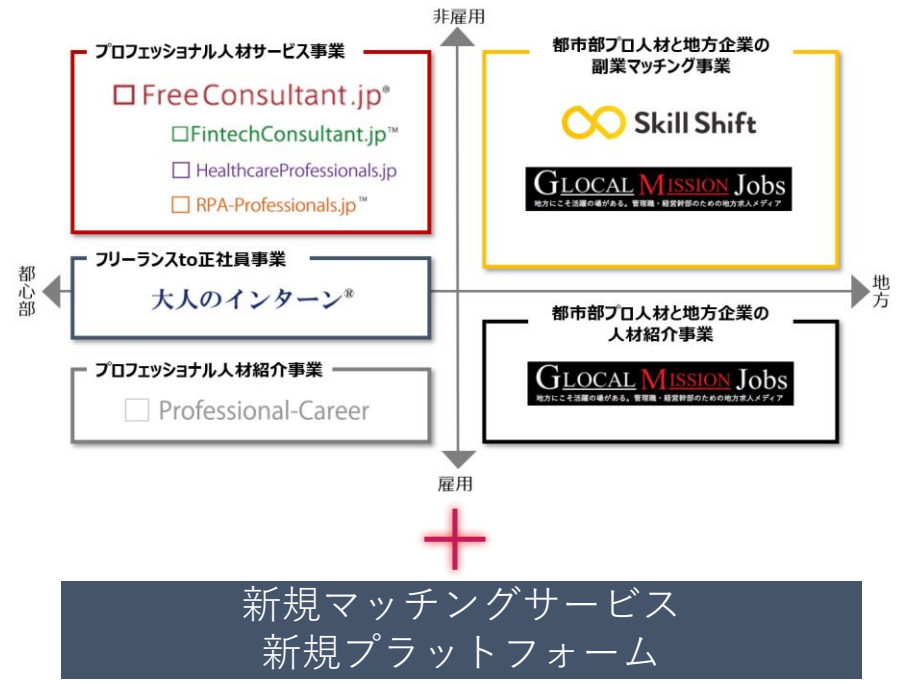 非雇用
プロフェッショナル人材サービス事業
FreeConsultant.jp®
FintechConsultant.jp™
HealthcareProfessionals.jp
RPA-Professionals.jp™
都市部プロ人材と地方企業の
副業マッチング事業
Skill Shift
GLOCAL MISSION JOBS
地方にこそ活躍の場がある。管理職・経営幹部のための地方求人メディア
都心部
フリーランスto正社員事業
大人のインターン®
地方
プロフェッショナル人材紹介事業
Professional-Career
都市部プロ人材と地方企業の
人材紹介事業
GLOCAL MISSION JOBS
地方にこそ活躍の場がある。管理職・経営幹部のための地方求人メディア
雇用
+
新規マッチングサービス
新規プラットフォーム